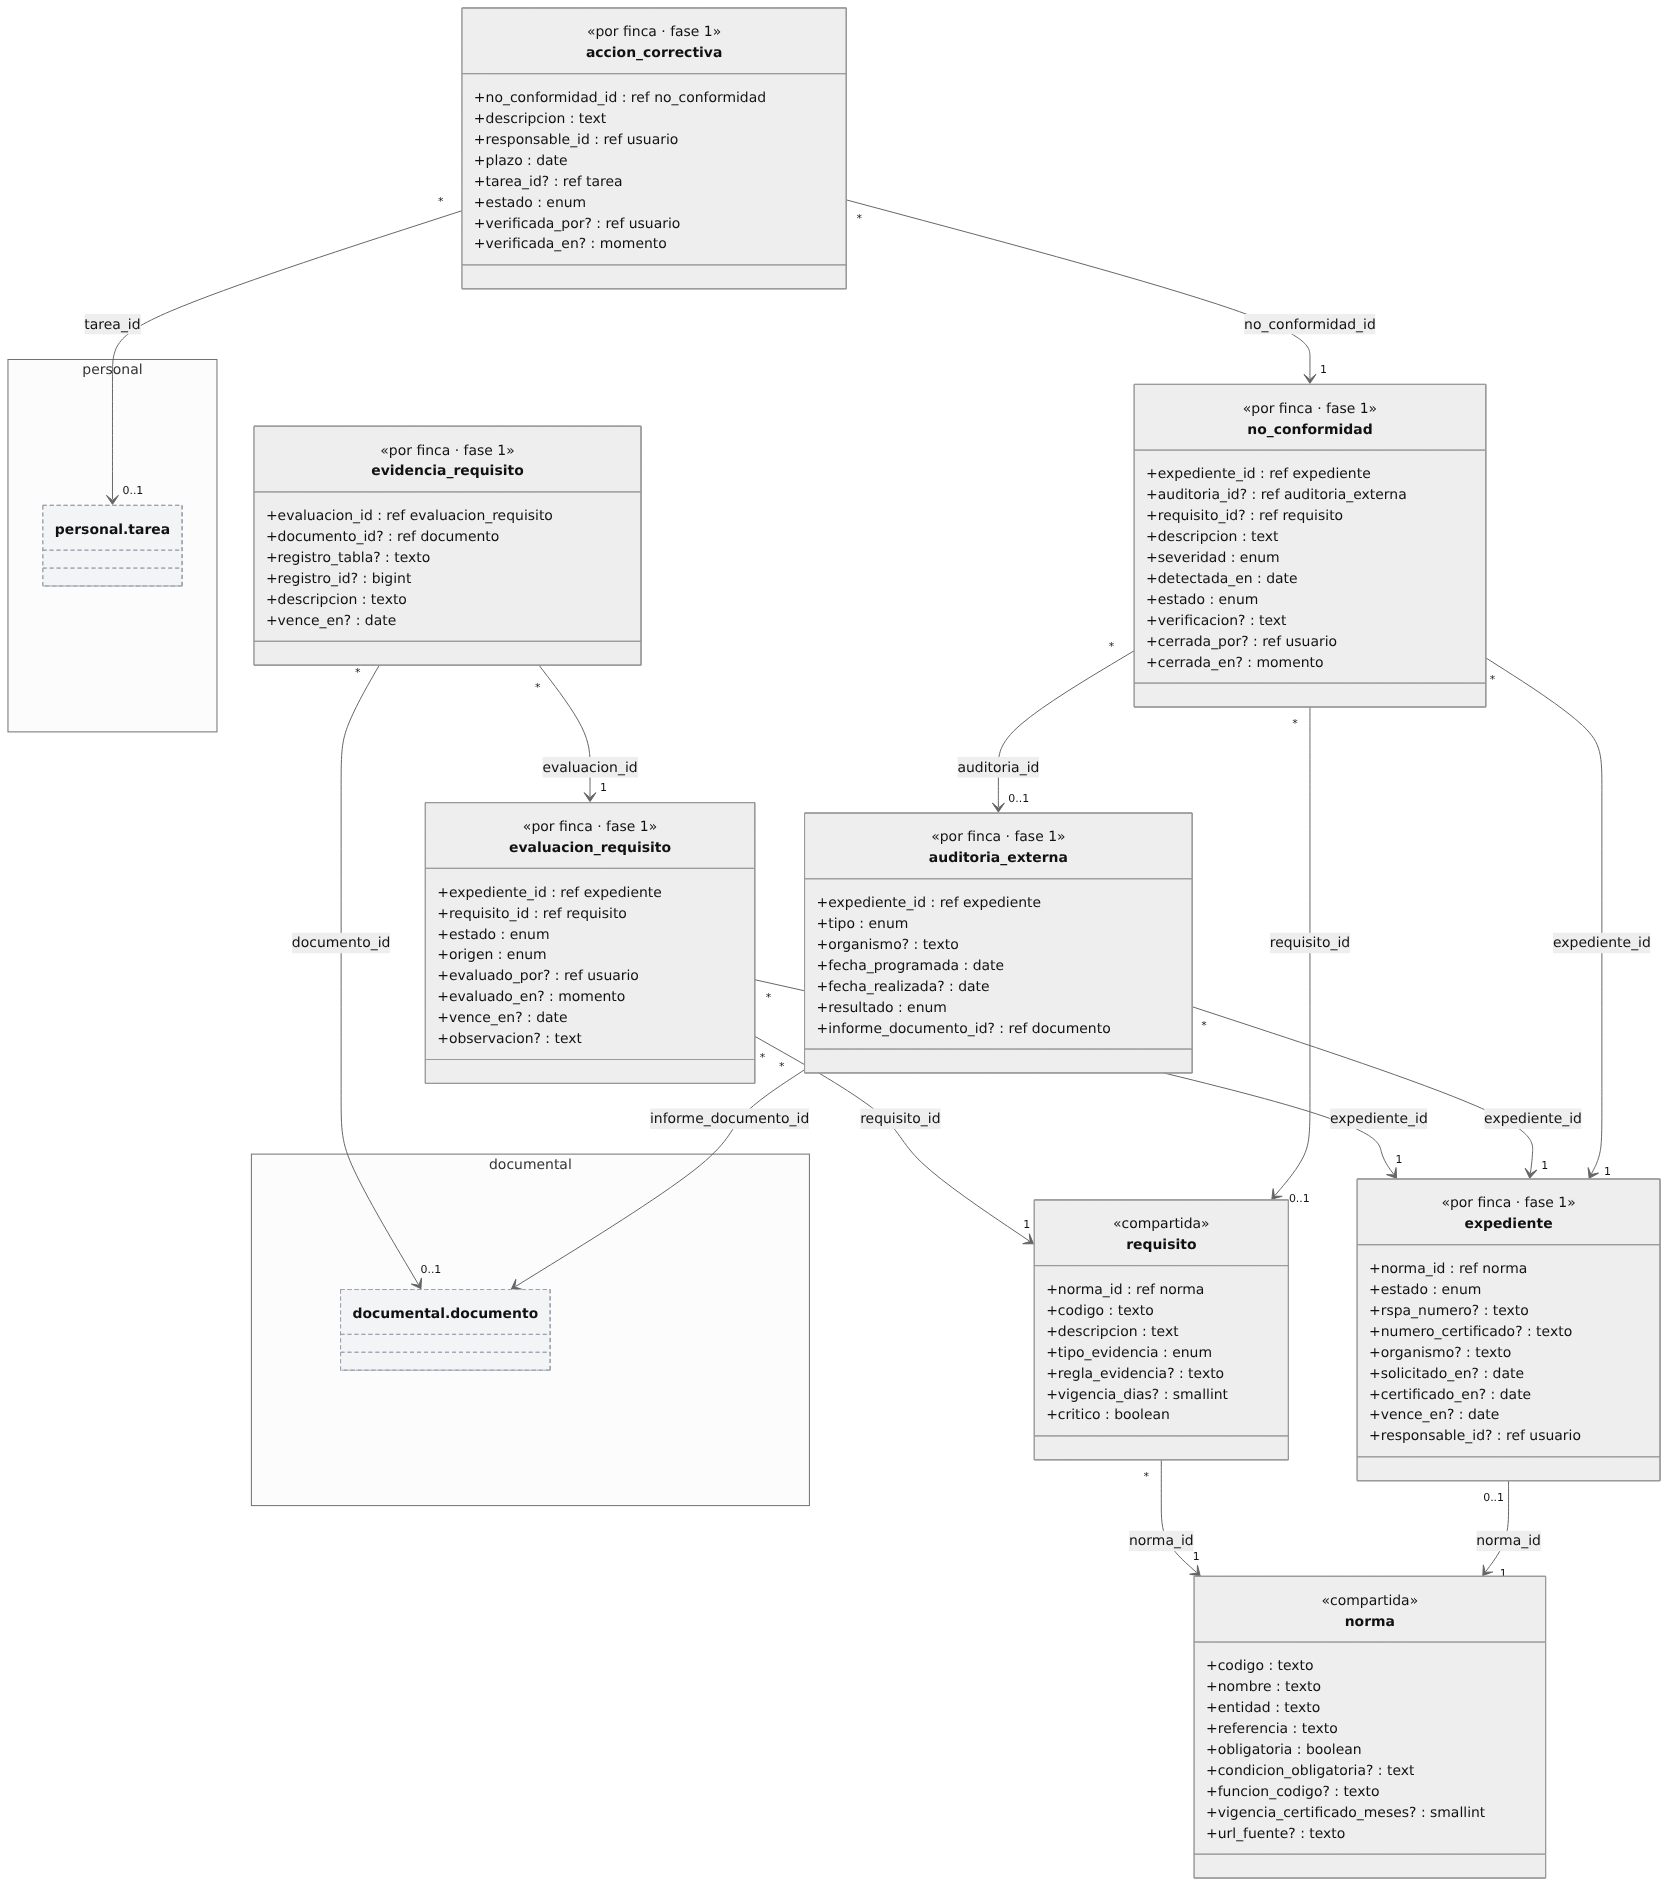 «por finca · fase 1»
accion_correctiva
+no_conformidad_id : ref no_conformidad
+descripcion : text
+responsable_id : ref usuario
+plazo : date
+tarea_id? : ref tarea
+estado : enum
+verificada_por? : ref usuario
+verificada_en? : momento
*
*
tarea_id
no_conformidad_id
1
personal
0..1
personal.tarea
«por finca · fase 1»
no_conformidad
+expediente_id : ref expediente
+auditoria_id? : ref auditoria_externa
+requisito_id? : ref requisito
+descripcion : text
+severidad : enum
+detectada_en : date
+estado : enum
+verificacion? : text
+cerrada_por? : ref usuario
+cerrada_en? : momento
*
*
*
«por finca · fase 1»
evidencia_requisito
+evaluacion_id : ref evaluacion_requisito
+documento_id? : ref documento
+registro_tabla? : texto
+registro_id? : bigint
+descripcion : texto
+vence_en? : date
*
*
evaluacion_id
1
auditoria_id
0..1
«por finca · fase 1»
evaluacion_requisito
+expediente_id : ref expediente
+requisito_id : ref requisito
+estado : enum
+origen : enum
+evaluado_por? : ref usuario
+evaluado_en? : momento
+vence_en? : date
+observacion? : text
*
*
«por finca · fase 1»
auditoria_externa
+expediente_id : ref expediente
+tipo : enum
+organismo? : texto
+fecha_programada : date
+fecha_realizada? : date
+resultado : enum
+informe_documento_id? : ref documento
*
*
documento_id
requisito_id
expediente_id
informe_documento_id
requisito_id
expediente_id
expediente_id
documental
0..1
documental.documento
1
0..1
1
1
1
«compartida»
requisito
+norma_id : ref norma
+codigo : texto
+descripcion : text
+tipo_evidencia : enum
+regla_evidencia? : texto
+vigencia_dias? : smallint
+critico : boolean
*
«por finca · fase 1»
expediente
+norma_id : ref norma
+estado : enum
+rspa_numero? : texto
+numero_certificado? : texto
+organismo? : texto
+solicitado_en? : date
+certificado_en? : date
+vence_en? : date
+responsable_id? : ref usuario
0..1
norma_id
norma_id
1
1
«compartida»
norma
+codigo : texto
+nombre : texto
+entidad : texto
+referencia : texto
+obligatoria : boolean
+condicion_obligatoria? : text
+funcion_codigo? : texto
+vigencia_certificado_meses? : smallint
+url_fuente? : texto